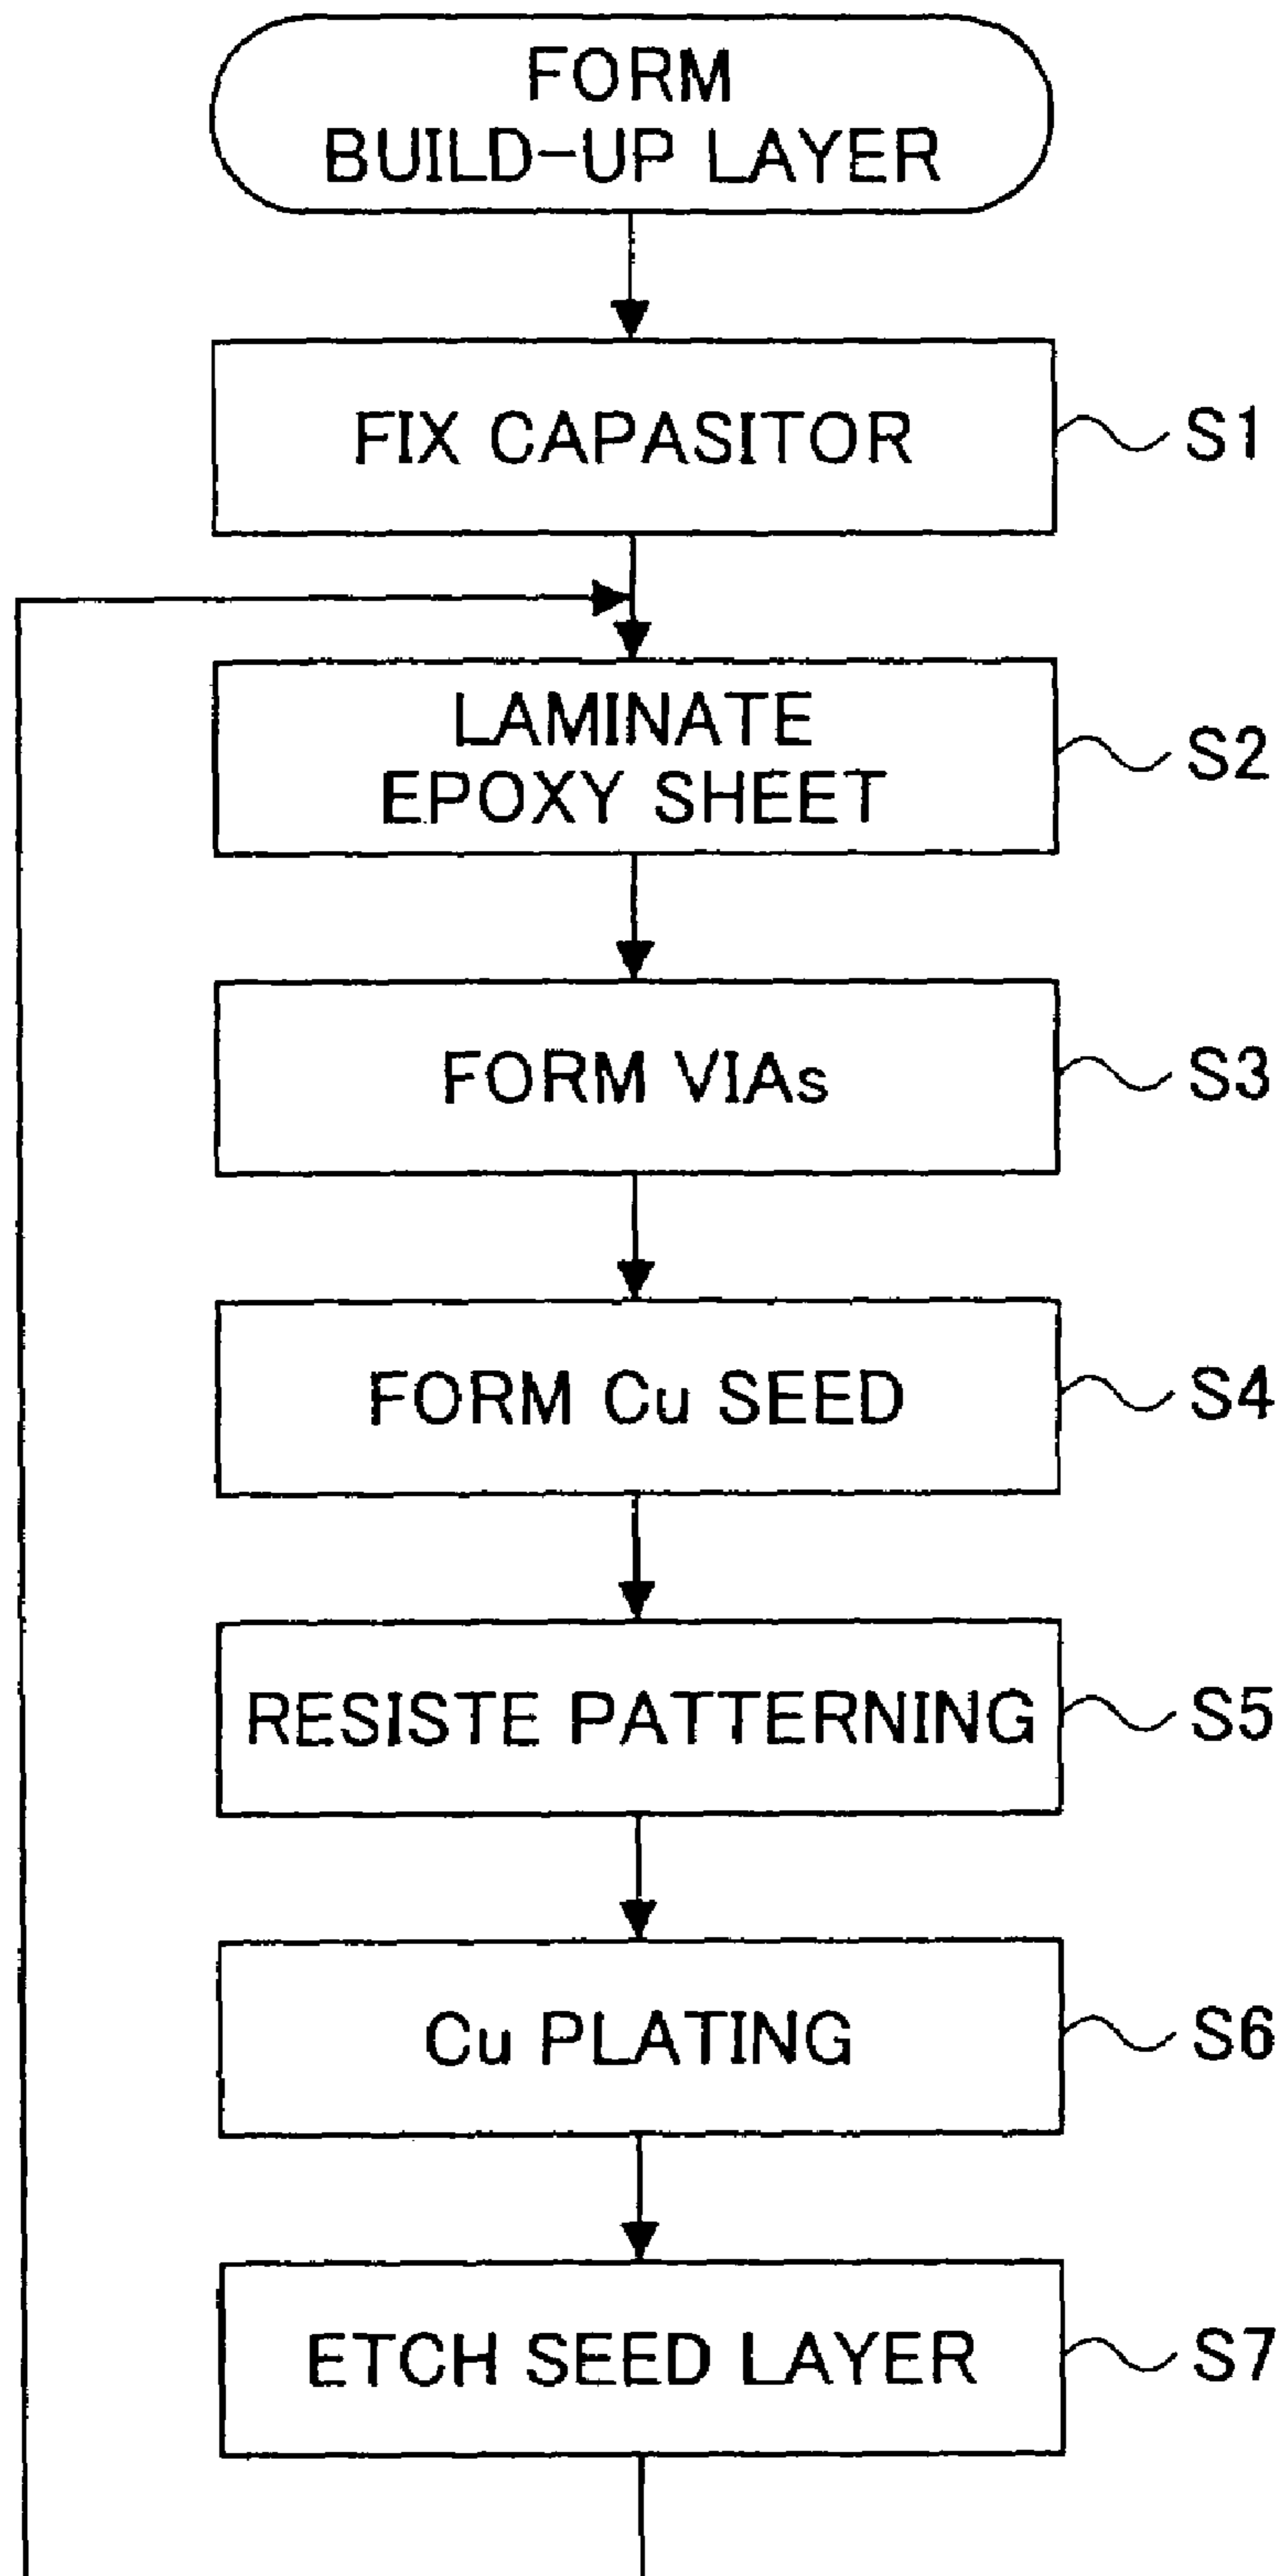 FORM
BUILD-UP LAYER
FIX CAPASITOR
S1
LAMINATE
EPOXY SHEET
S2
FORM VIAs
S3
FORM Cu SEED
S4
RESISTE PATTERNING
S5
Cu PLATING
S6
ETCH SEED LAYER
S7